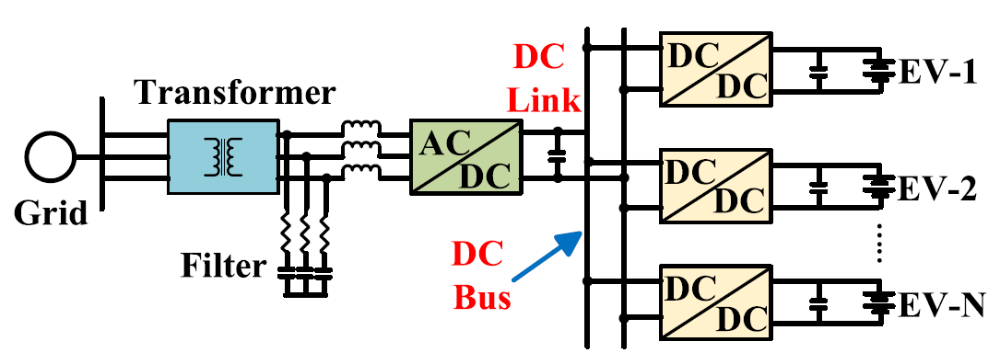 Grid
Transformer
Filter
AC
DC
DC
Link
DC
Bus
DC
DC
EV-1
DC
DC
EV-2
DC
DC
EV-N